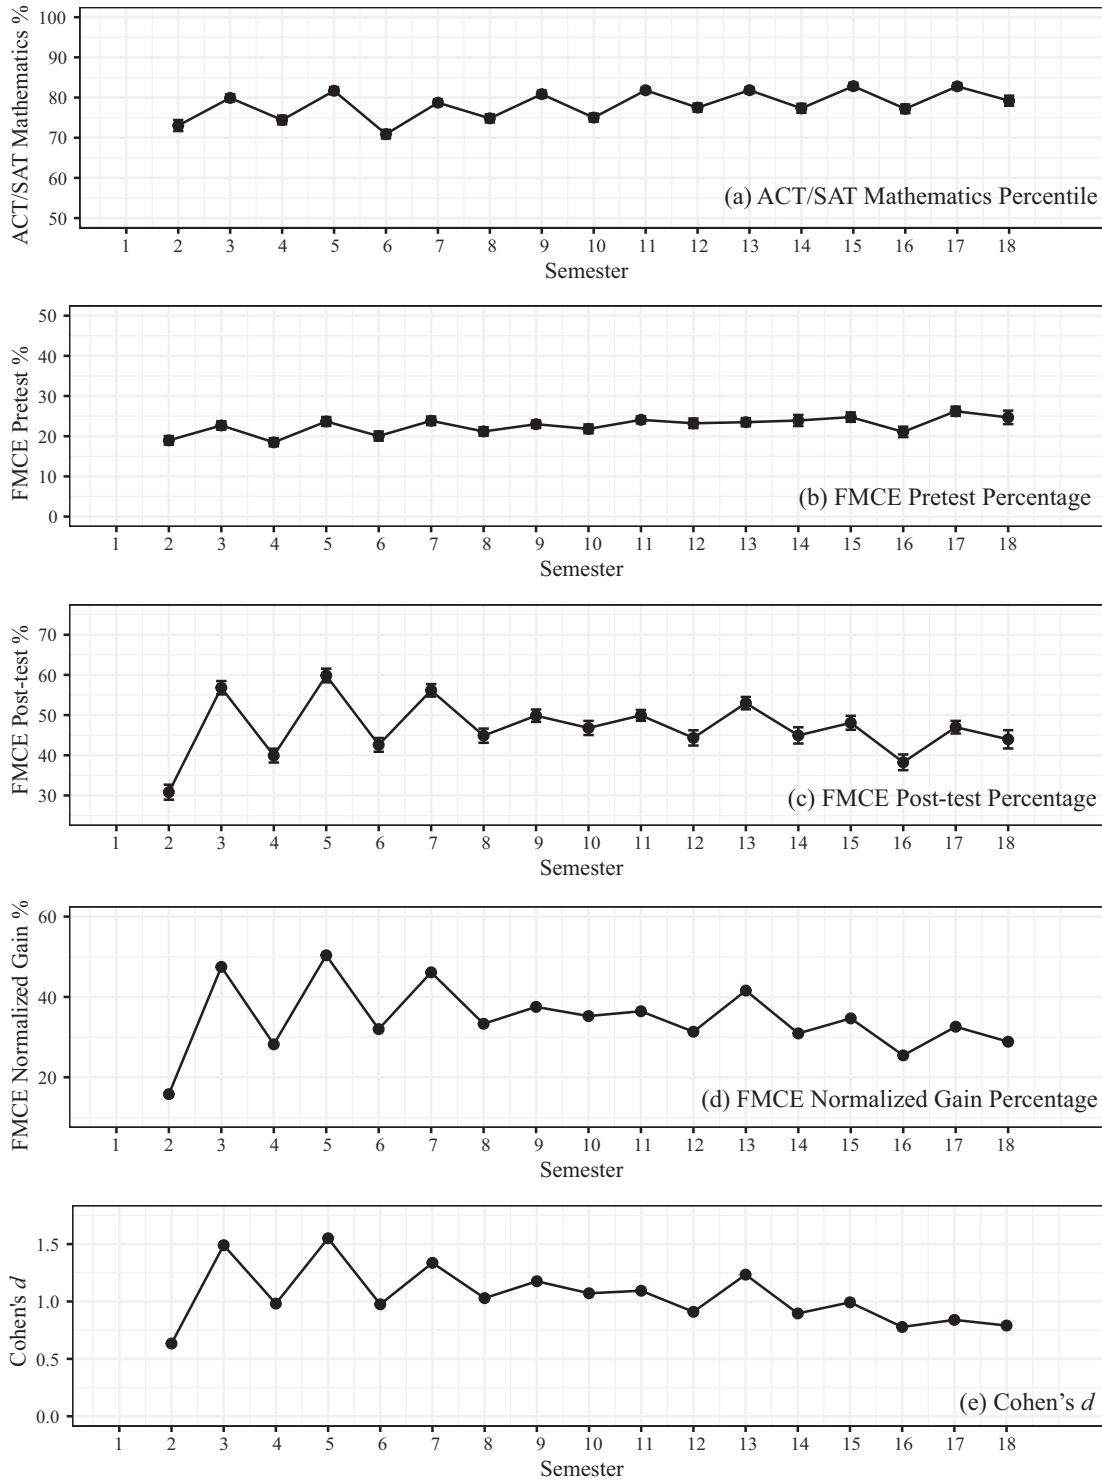 ACT/SAT Mathematics %
100
90
80
70
60
50
(a) ACT/SAT Mathematics Percentile
1 2 3 4 5 6 7 8 9 10 11 12 13 14 15 16 17 18
Semester
FMCE Pretest %
50
40
30
20
10
0
(b) FMCE Pretest Percentage
1 2 3 4 5 6 7 8 9 10 11 12 13 14 15 16 17 18
Semester
FMCE Post-test %
70
60
50
40
30
(c) FMCE Post-test Percentage
1 2 3 4 5 6 7 8 9 10 11 12 13 14 15 16 17 18
Semester
FMCE Normalized Gain %
60
40
20
(d) FMCE Normalized Gain Percentage
1 2 3 4 5 6 7 8 9 10 11 12 13 14 15 16 17 18
Semester
Cohen's d
1.5
1.0
0.5
0.0
(e) Cohen’s d
1 2 3 4 5 6 7 8 9 10 11 12 13 14 15 16 17 18
Semester